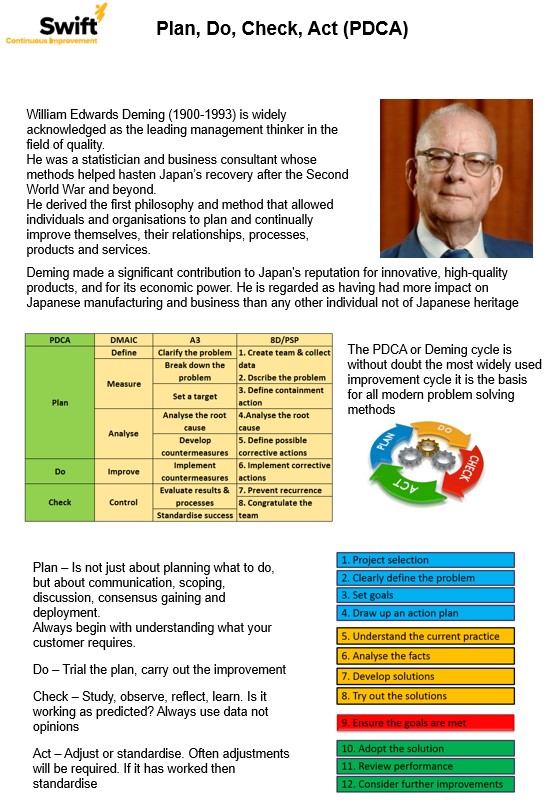 Swift
Continuous Improvement
Plan, Do, Check, Act (PDCA)
William Edwards Deming (1900-1993) is widely
acknowledged as the leading management thinker in the
field of quality.
He was a statistician and business consultant whose
methods helped hasten Japan's recovery after the Second
World War and beyond.
He derived the first philosophy and method that allowed
individuals and organisations to plan and continually
improve themselves, their relationships, processes,
products and services.
Deming made a significant contribution to Japan's reputation for innovative, high-quality
products, and for its economic power. He is regarded as having had more impact on
Japanese manufacturing and business than any other individual not of Japanese heritage
PDCA DMAIC A3 8D/PSP
Plan
Define
Clarify the problem
1. Create team & collect
data
Measure
Break down the
problem
2. Dscribe the problem
Set a target
3. Define containment
action
Analyse
Analyse the root
cause
4.Analyse the root
cause
Develop
countermeasures
5. Define possible
corrective actions
Do
Improve
Implement
countermeasures
6. Implement corrective
actions
Check
Control
Evaluate results &
processes
7. Prevent recurrence
Standardise success
8. Congratulate the
team
The PDCA or Deming cycle is
without doubt the most widely used
improvement cycle it is the basis
for all modern problem solving
methods
PLAN
DO
CHECK
ACT
Plan – Is not just about planning what to do,
but about communication, scoping,
discussion, consensus gaining and
deployment.
Always begin with understanding what your
customer requires.
Do – Trial the plan, carry out the improvement
Check – Study, observe, reflect, learn. Is it
working as predicted? Always use data not
opinions
Act – Adjust or standardise. Often adjustments
will be required. If it has worked then
standardise
1. Project selection
2. Clearly define the problem
3. Set goals
4. Draw up an action plan
5. Understand the current practice
6. Analyse the facts
7. Develop solutions
8. Try out the solutions
9. Ensure the goals are met
10. Adopt the solution
11. Review performance
12. Consider further improvements